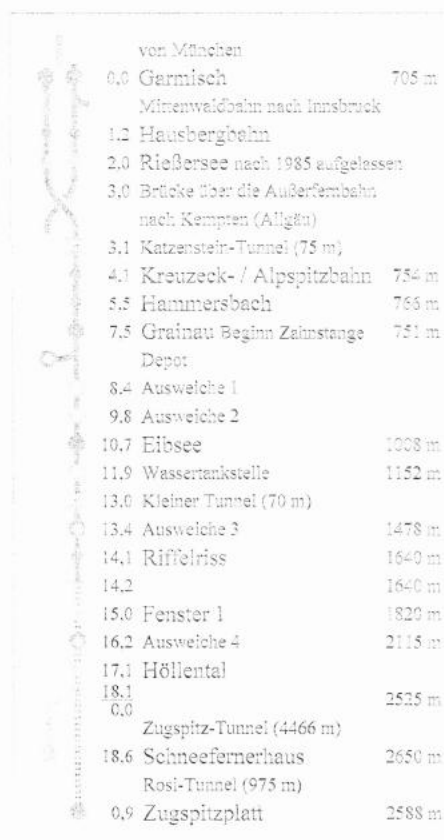 von München
0,0 Garmisch 705 m
Mittenwaldbahn nach Innsbruck
1,2 Hausbergbahn
2,0 Rießersee nach 1985 aufgelassen
3,0 Brücke über die Außerfernbahn
nach Kempten (Allgäu)
3,1 Katzenstein-Tunnel (75 m)
4,1 Kreuzeck- / Alpspitzbahn 754 m
5,5 Hammersbach 766 m
7,5 Grainau Beginn Zahnstange 751 m
Depot
8,4 Ausweiche 1
9,8 Ausweiche 2
10,7 Eibsee 1008 m
11,9 Wassertankstelle 1152 m
13,0 Kleiner Tunnel (70 m)
13,4 Ausweiche 3 1478 m
14,1 Riffelriss 1640 m
14,2 1640 m
15,0 Fenster 1 1820 m
16,2 Ausweiche 4 2115 m
17,1 Höllental
18,1
0,0 2525 m
Zugspitz-Tunnel (4466 m)
18,6 Schneefernerhaus 2650 m
Rosi-Tunnel (975 m)
0,9 Zugspitzplatt 2588 m